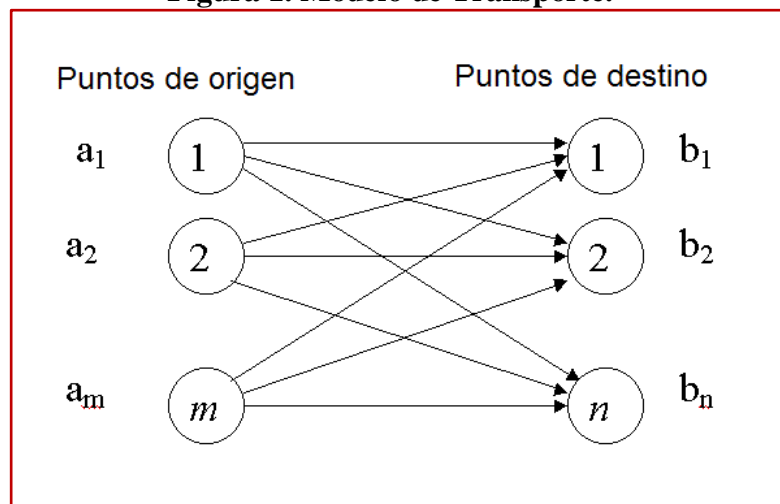 Figura 1. Modelo de Transporte.
Puntos de origen
Puntos de destino
a1 1 1 b1
a2 2 2 b2
am m n bn